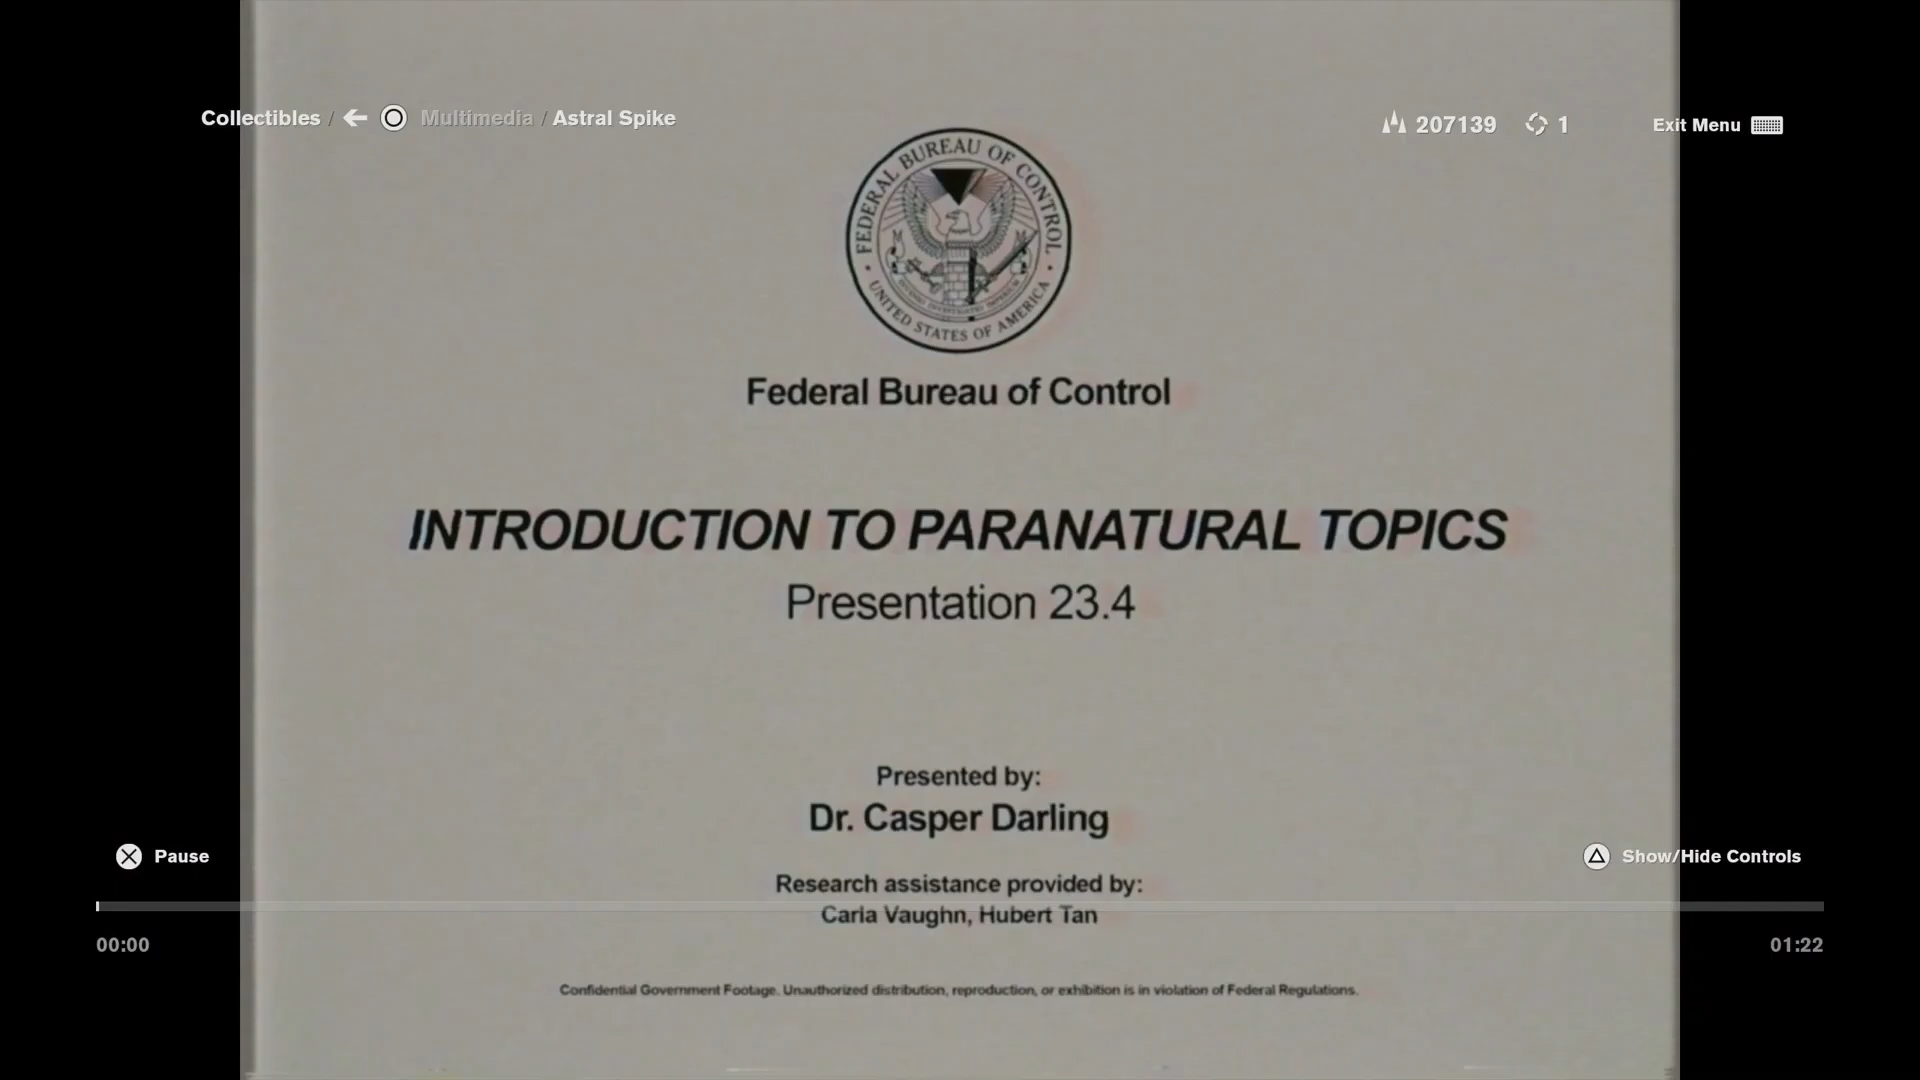 Collectibles / Multimedia / Astral Spike
207139 1 Exit Menu
FEDERAL BUREAU OF CONTROL
UNITED STATES OF AMERICA
Federal Bureau of Control
INTRODUCTION TO PARANATURAL TOPICS
Presentation 23.4
Presented by:
Dr. Casper Darling
Pause
Show/Hide Controls
Research assistance provided by:
Carla Vaughn, Hubert Tan
00:00
01:22
Confidential Government Footage. Unauthorized distribution, reproduction, or exhibition is in violation of Federal Regulations.